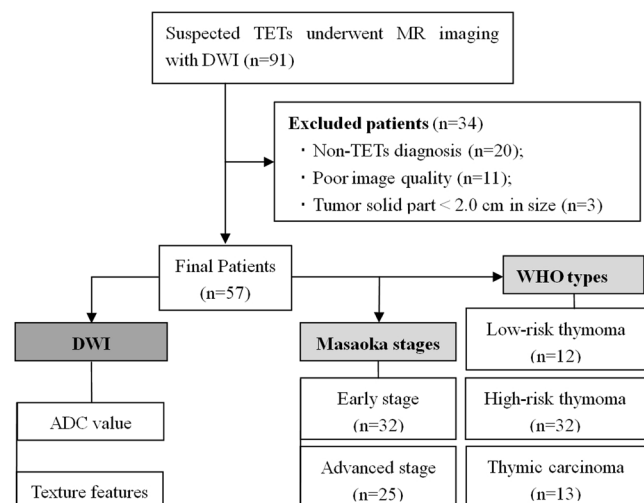 Suspected TETs underwent MR imaging
with DWI (n=91)
Excluded patients (n=34)
· Non-TETs diagnosis (n=20);
· Poor image quality (n=11);
· Tumor solid part < 2.0 cm in size (n=3)
Final Patients
(n=57)
WHO types
DWI
Masaoka stages
Low-risk thymoma
(n=12)
ADC value
Early stage
(n=32)
High-risk thymoma
(n=32)
Texture features
Advanced stage
(n=25)
Thymic carcinoma
(n=13)